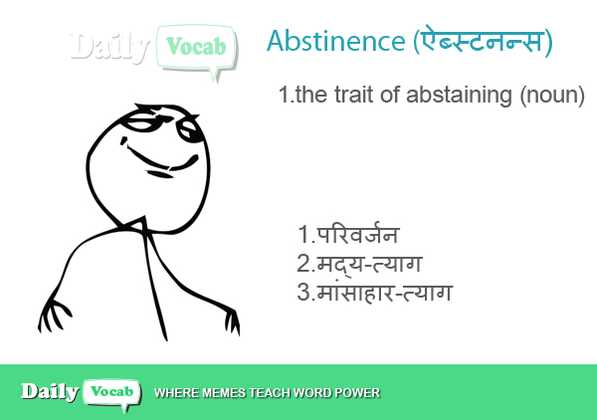 Daily Vocab
Abstinence (ऐब्स्टनन्स)
1.the trait of abstaining (noun)
1.परिवर्जन
2.मद्य-त्याग
3.मांसाहार-त्याग
Daily Vocab WHERE MEMES TEACH WORD POWER